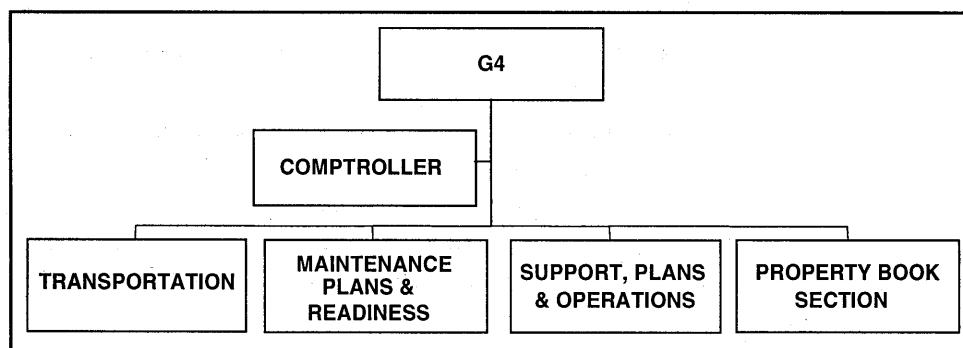 G4
COMPTROLLER
TRANSPORTATION
MAINTENANCE
PLANS &
READINESS
SUPPORT, PLANS
& OPERATIONS
PROPERTY BOOK
SECTION